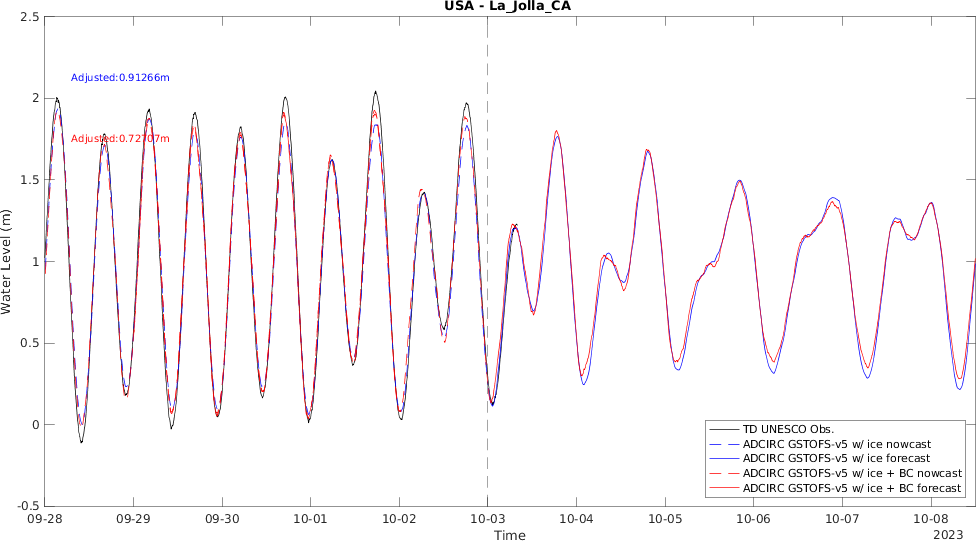 USA - La_Jolla_CA
2.5
2
1.5
1
0.5
0
-0.5
Water Level (m)
Adjusted:0.91266m
Adjusted:0.72707m
TD UNESCO Obs.
ADCIRC GSTOFS-v5 w/ ice nowcast
ADCIRC GSTOFS-v5 w/ ice forecast
ADCIRC GSTOFS-v5 w/ ice + BC nowcast
ADCIRC GSTOFS-v5 w/ ice + BC forecast
09-28 09-29 09-30 10-01 10-02 10-03 10-04 10-05 10-06 10-07 10-08
Time
2023